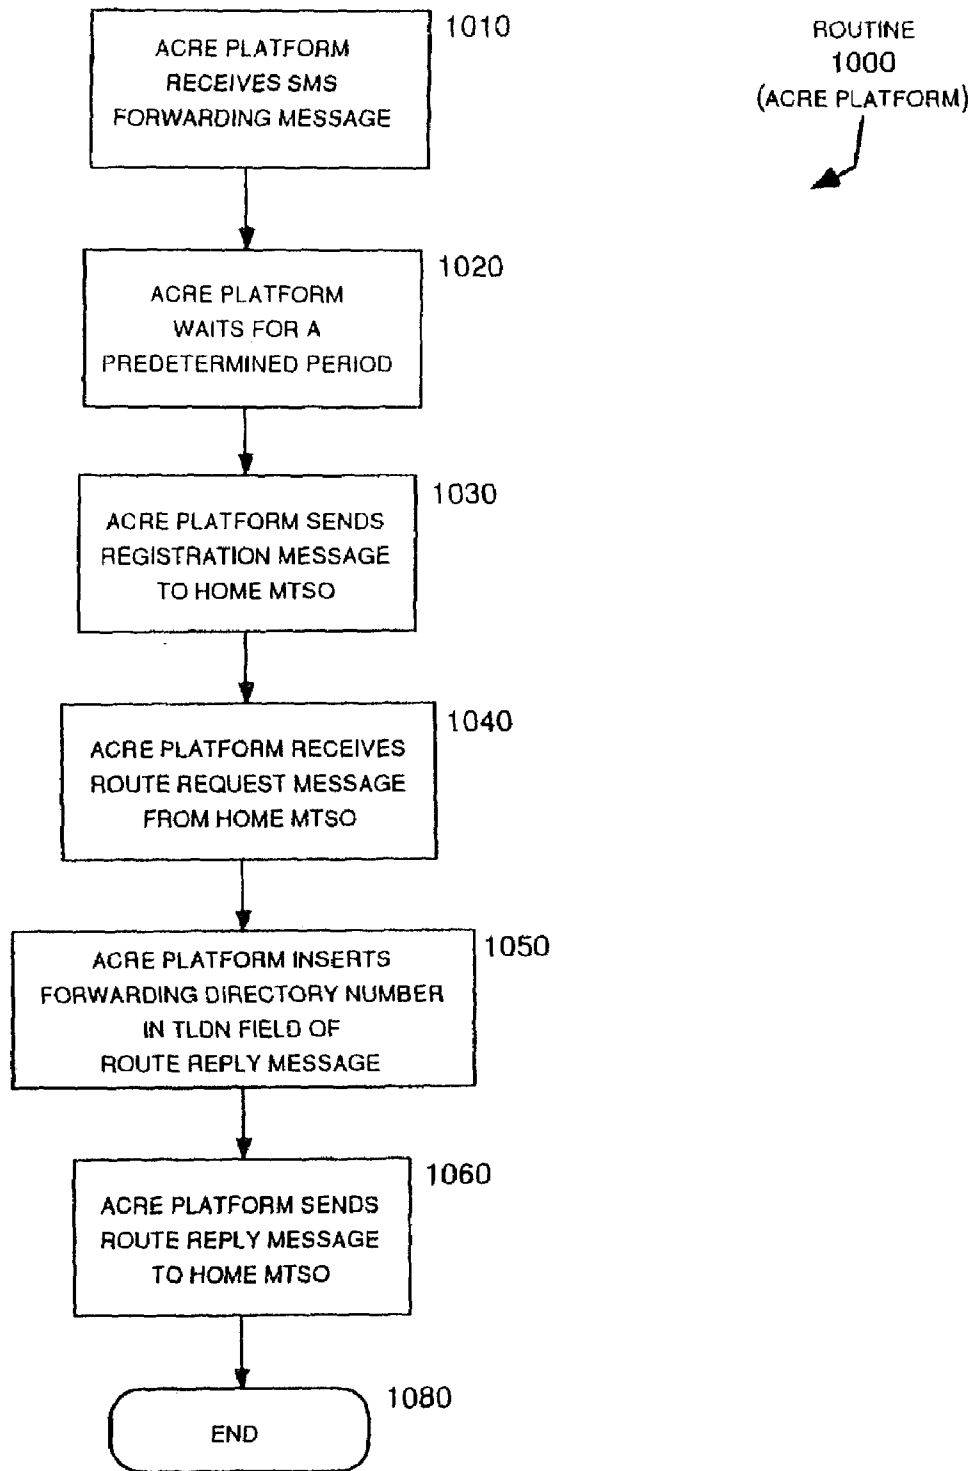 ROUTINE
1000
(ACRE PLATFORM)
1010
ACRE PLATFORM
RECEIVES SMS
FORWARDING MESSAGE
1020
ACRE PLATFORM
WAITS FOR A
PREDETERMINED PERIOD
1030
ACRE PLATFORM SENDS
REGISTRATION MESSAGE
TO HOME MTSO
1040
ACRE PLATFORM RECEIVES
ROUTE REQUEST MESSAGE
FROM HOME MTSO
1050
ACRE PLATFORM INSERTS
FORWARDING DIRECTORY NUMBER
IN TLDN FIELD OF
ROUTE REPLY MESSAGE
1060
ACRE PLATFORM SENDS
ROUTE REPLY MESSAGE
TO HOME MTSO
1080
END